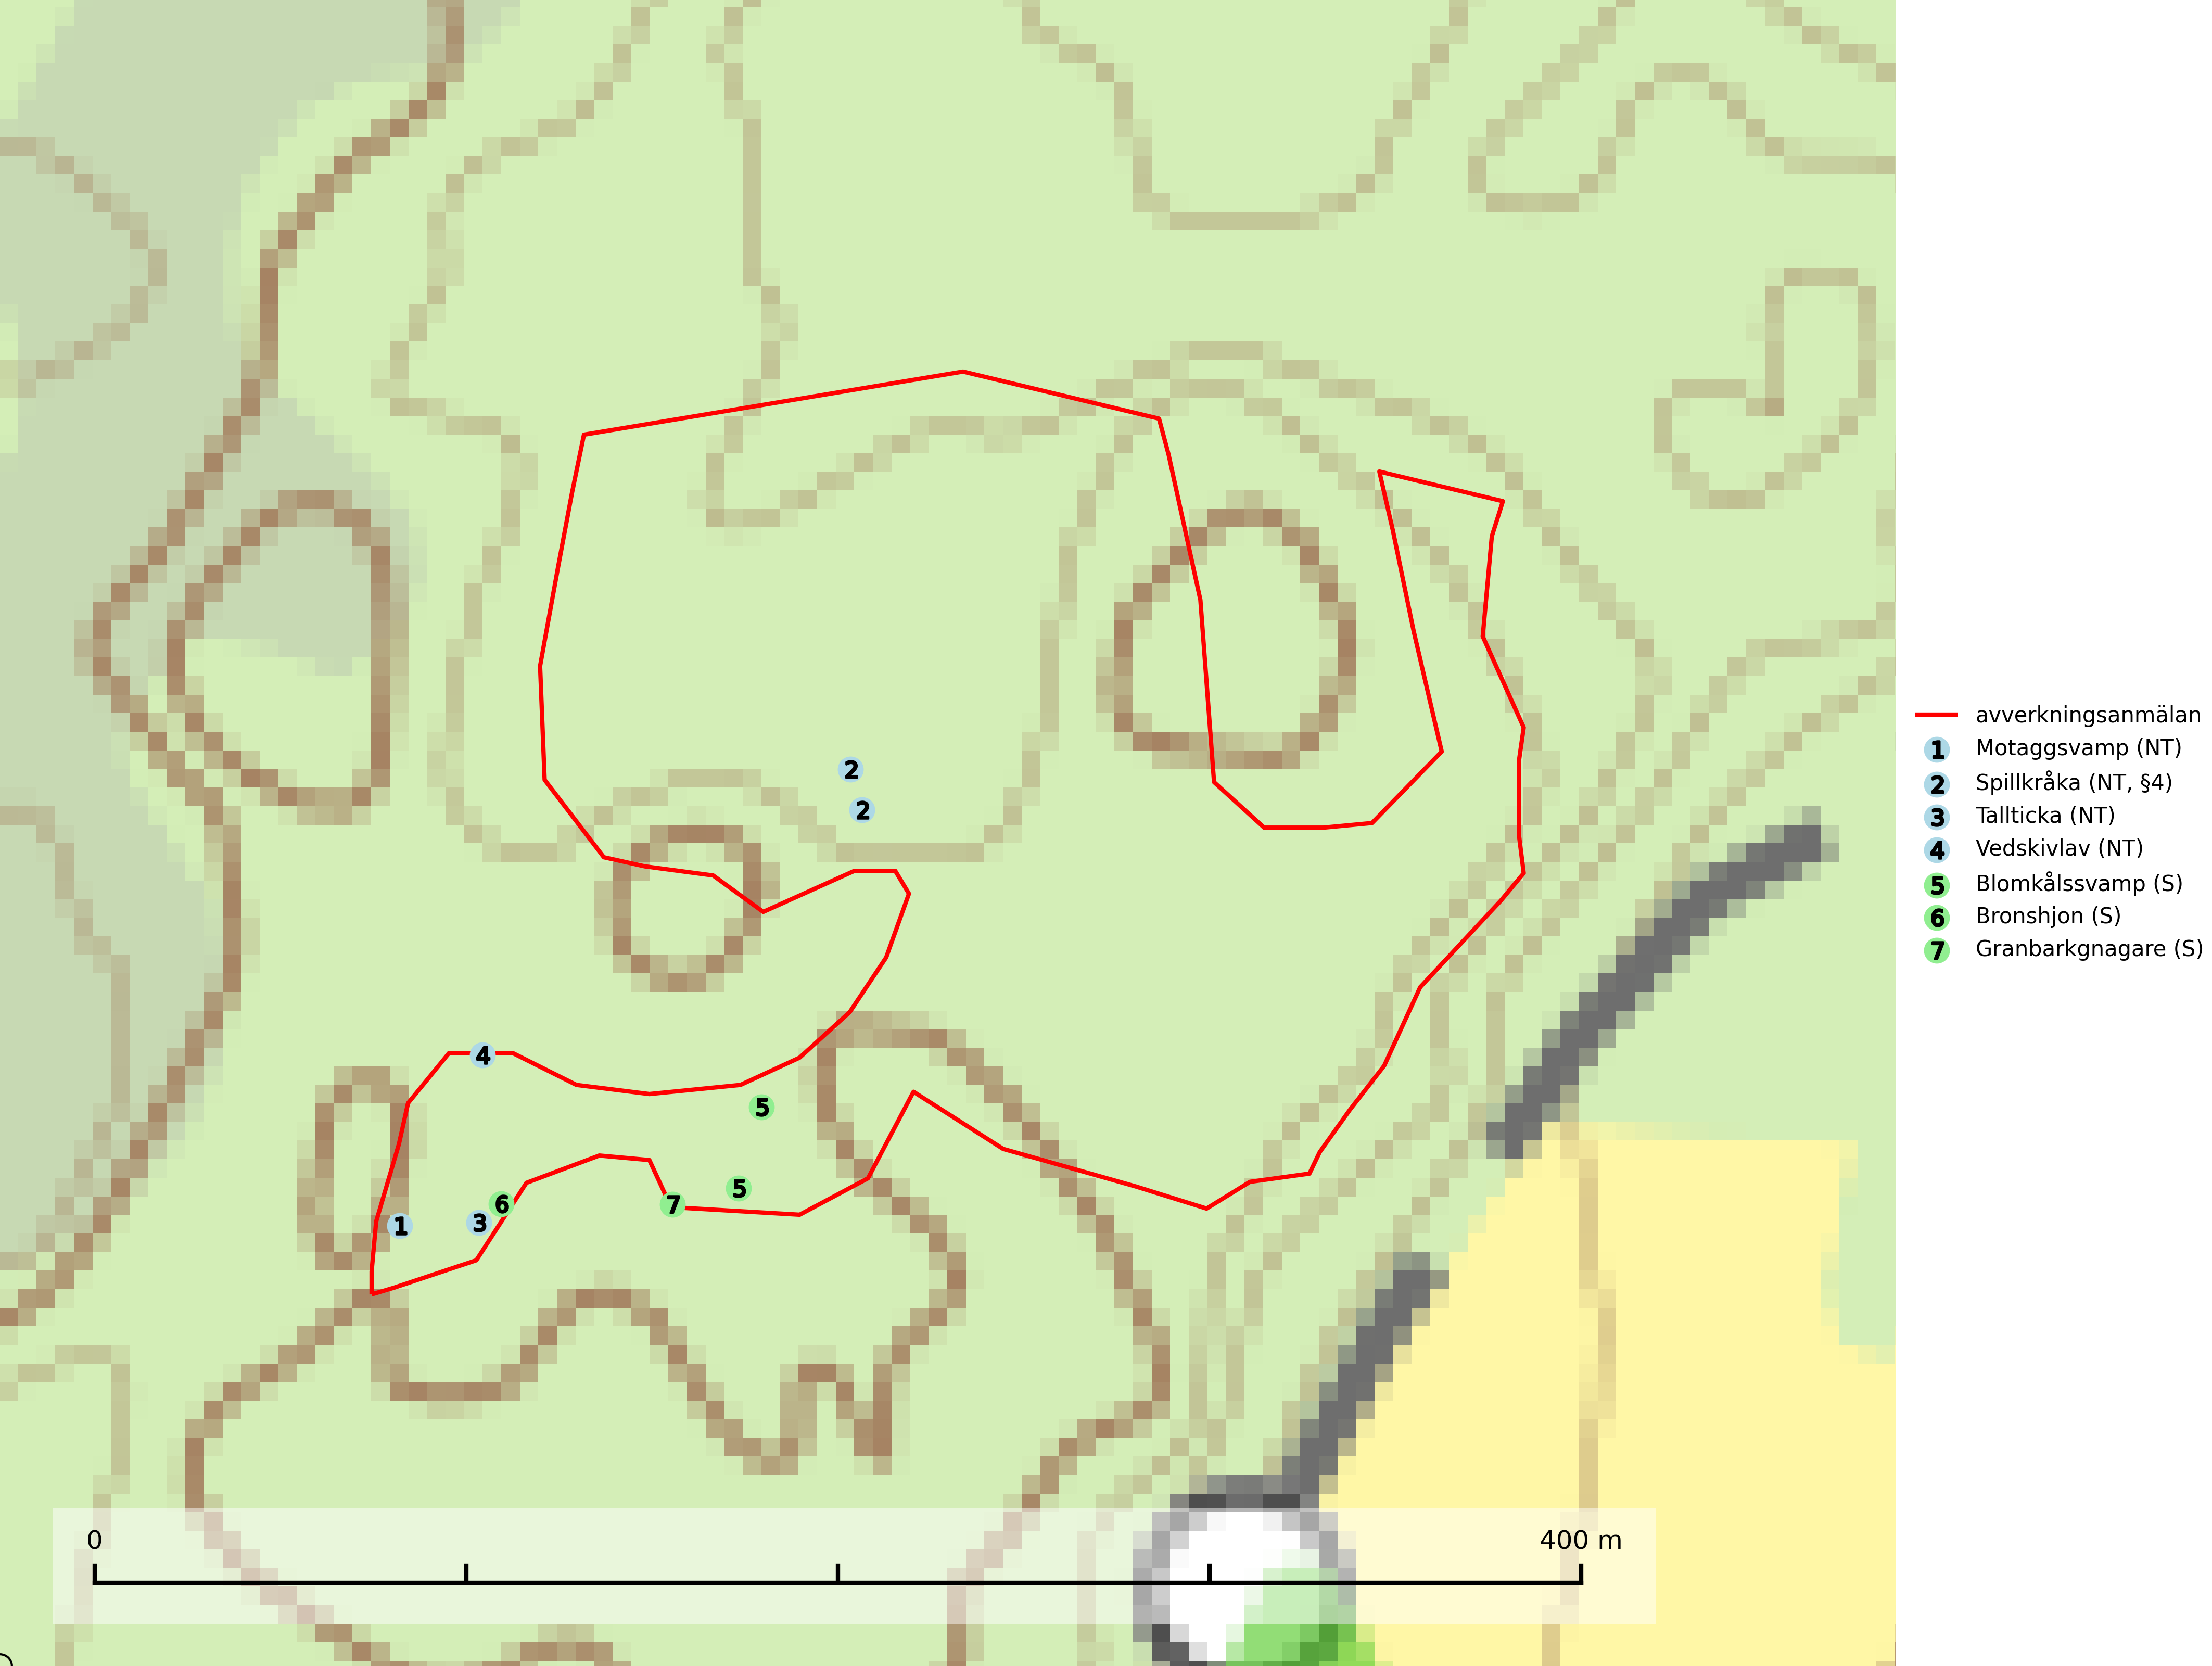 avverkningsanmälan
1 Motaggsvamp (NT)
2 Spillkråka (NT, §4)
3 Tallticka (NT)
4 Vedskivlav (NT)
5 Blomkålssvamp (S)
6 Bronshjon (S)
7 Granbarkgnagare (S)
2
2
4
5
5
6
7
3
1
0 400 m